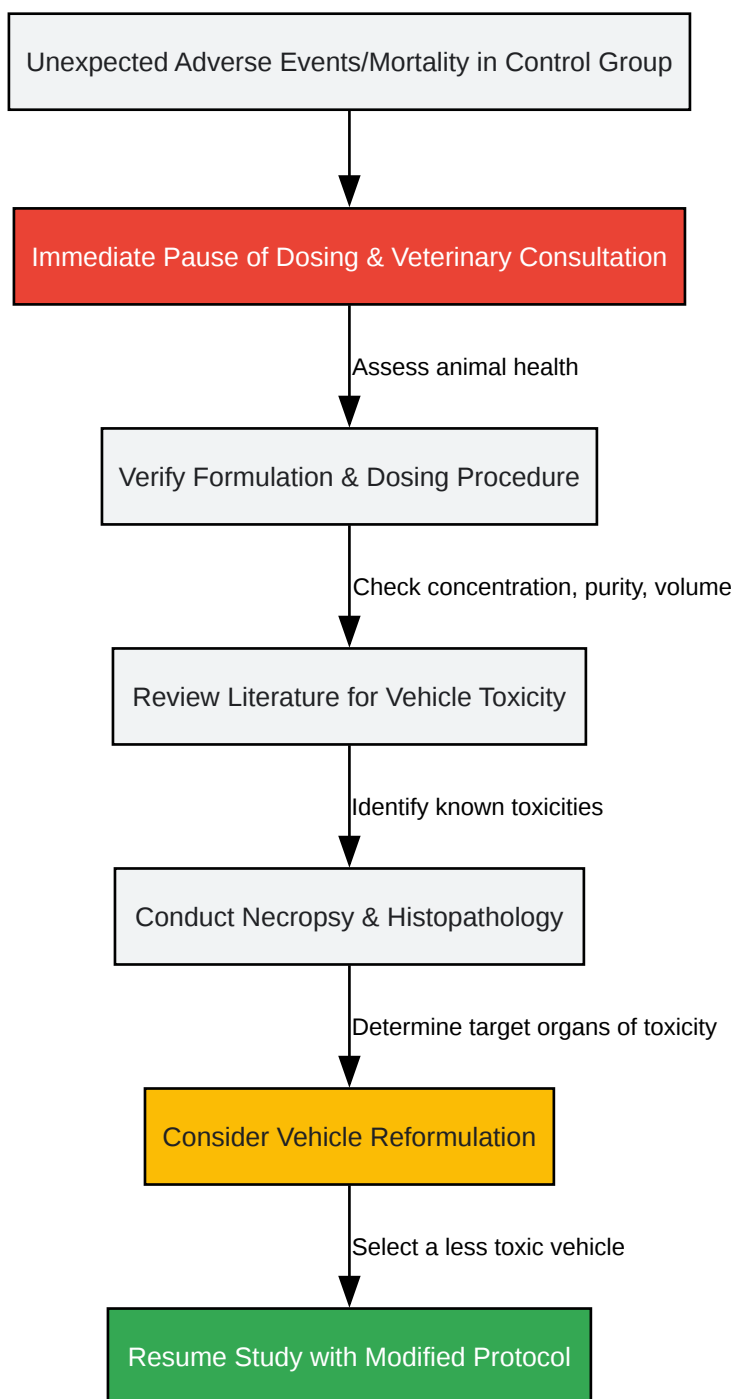 Unexpected Adverse Events/Mortality in Control Group
Immediate Pause of Dosing & Veterinary Consultation
Assess animal health
Verify Formulation & Dosing Procedure
Check concentration, purity, volume
Review Literature for Vehicle Toxicity
Identify known toxicities
Conduct Necropsy & Histopathology
Determine target organs of toxicity
Consider Vehicle Reformulation
Select a less toxic vehicle
Resume Study with Modified Protocol